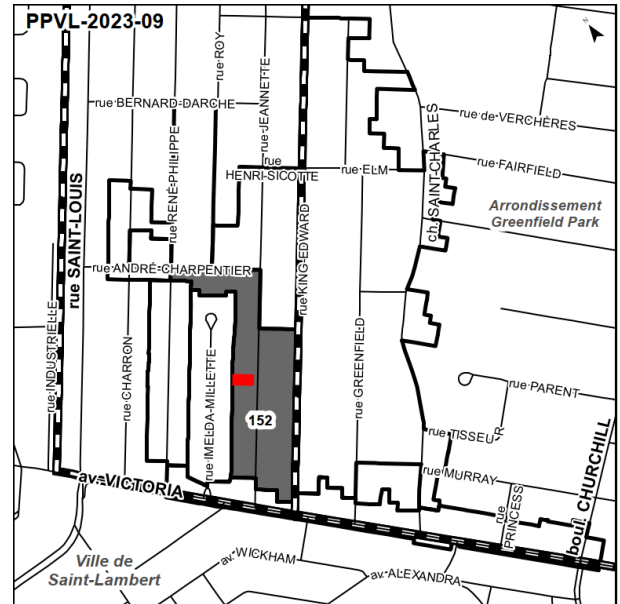 PPVL-2023-09
rue ROY
rue JEANNETTE
rue BERNARD-DARCHE
rue RENÉ-PHILIPPE
rue
HENRI-SICOTTE
rue ELM
ch. SAINT-CHARLES
rue de VERCHÈRES
rue FAIRFIELD
Arrondissement
Greenfield Park
rue SAINT-LOUIS
rue KING-EDWARD
rue ANDRÉ-CHARPENTIER
rue INDUSTRIELLE
rue CHARRON
rue IMELDA-MILLETTE
rue GREENFIELD
152
rue PARENT
rue TISSEUR
rue MURRAY
rue
PRINCESS
boul. CHURCHILL
av. VICTORIA
Ville de
Saint-Lambert
av. WICKHAM
av. ALEXANDRA